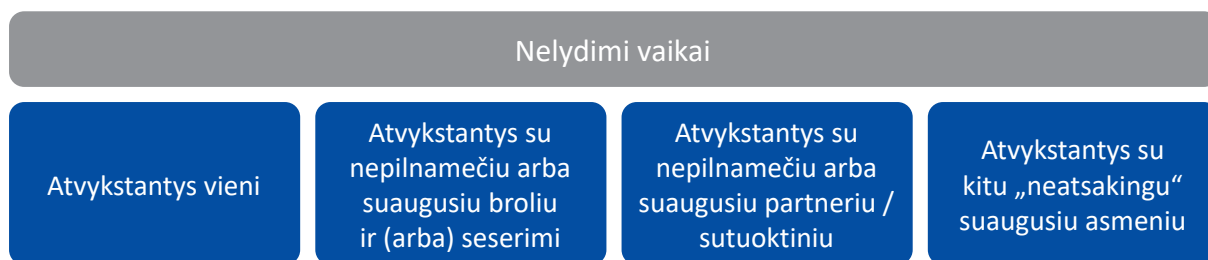 Nelydimi vaikai
Atvykstantys vieni
Atvykstantys su
nepilnamečiu arba
suaugusiu broliu
ir (arba) seserimi
Atvykstantys su
nepilnamečiu arba
suaugusiu partneriu /
sutuoktiniu
Atvykstantys su
kitu „neatsakingu“
suaugusiu asmeniu